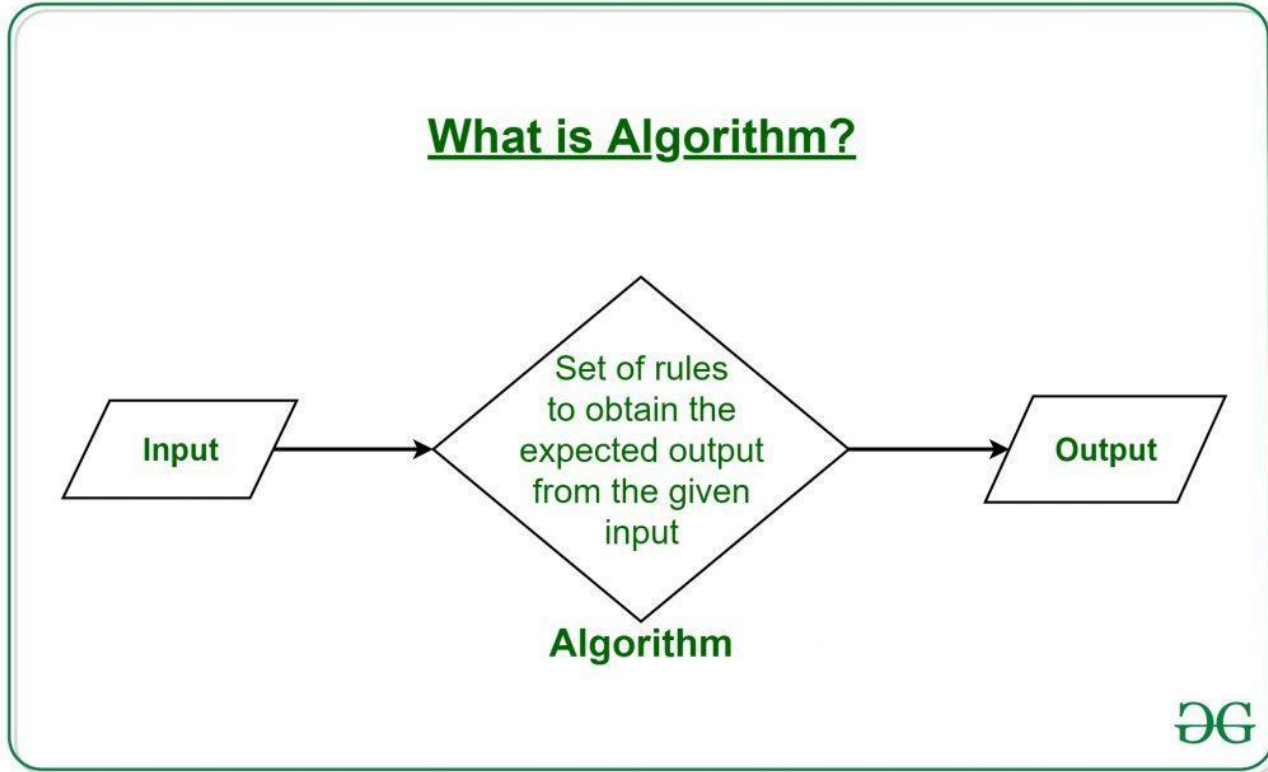 What is Algorithm?
Set of rules
to obtain the
expected output
from the given
input
Input
Output
Algorithm